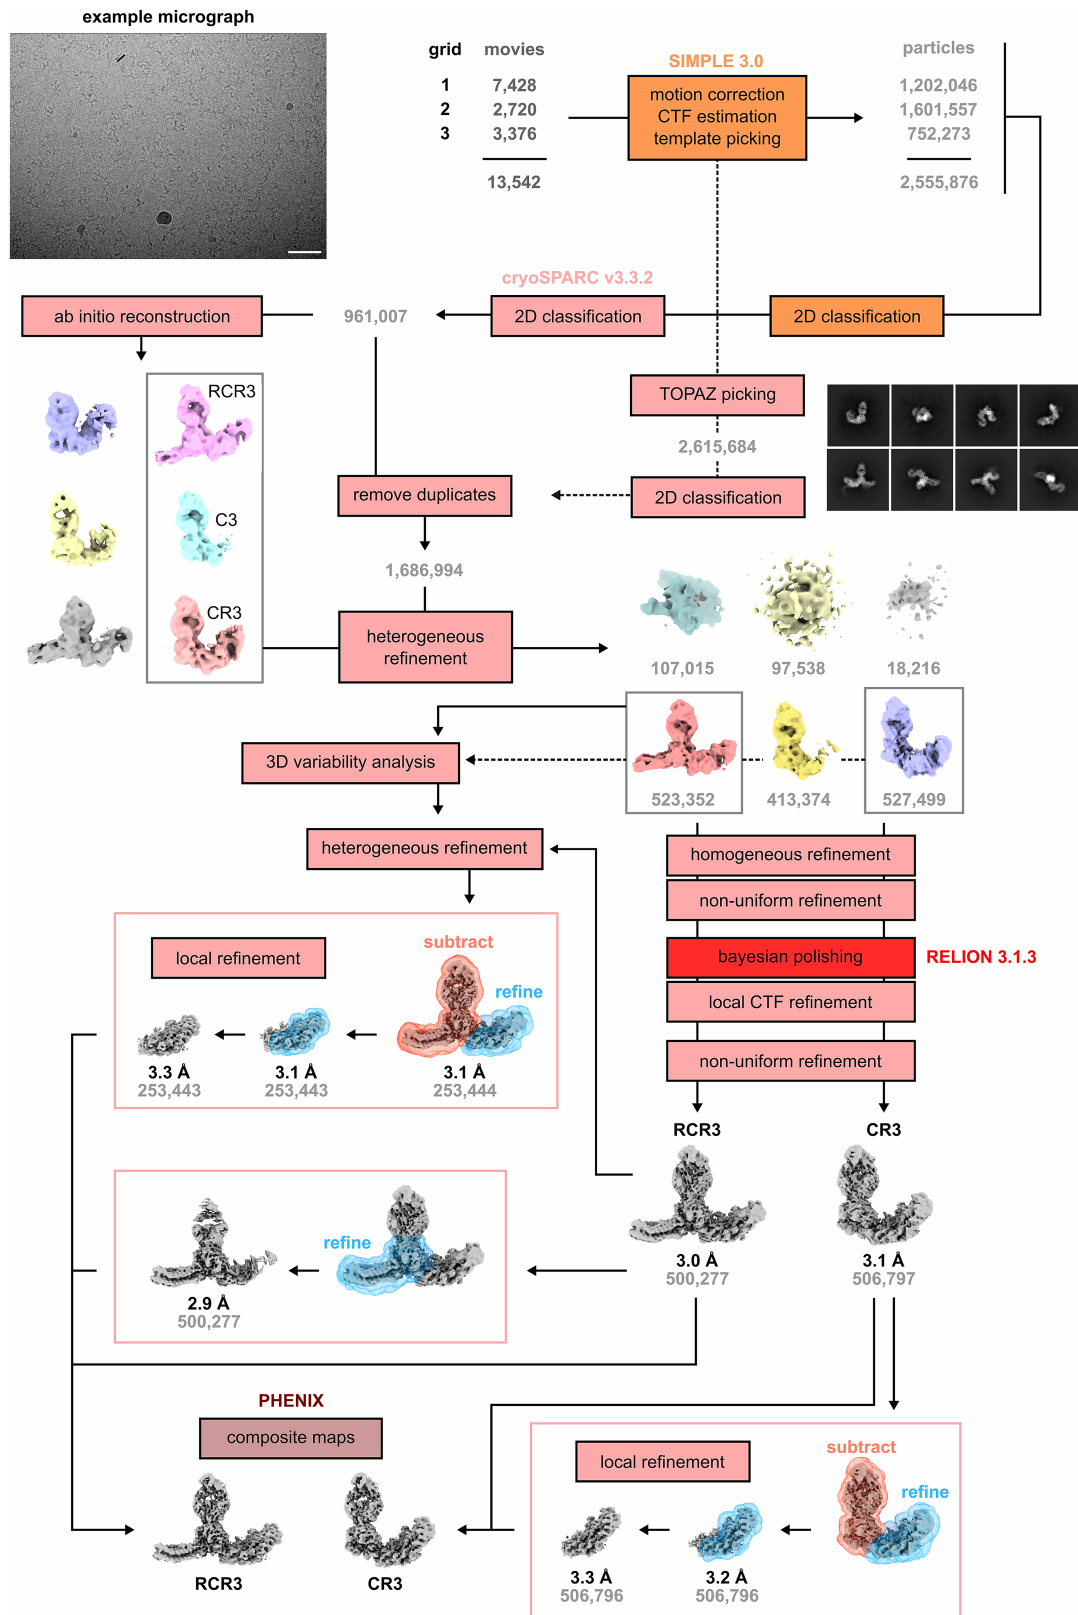 example micrograph
grid movies
1 7,428
2 2,720
3 3,376
13,542
SIMPLE 3.0
motion correction
CTF estimation
template picking
particles
1,202,046
1,601,557
752,273
2,555,876
cryoSPARC v3.3.2
ab initio reconstruction
961,007
2D classification
2D classification
RCR3
C3
CR3
TOPAZ picking
2,615,684
2D classification
remove duplicates
1,686,994
heterogeneous
refinement
107,015
97,538
18,216
3D variability analysis
523,352
413,374
527,499
heterogeneous refinement
homogeneous refinement
non-uniform refinement
bayesian polishing
RELION 3.1.3
local CTF refinement
non-uniform refinement
local refinement
subtract
refine
3.3 Å
253,443
3.1 Å
253,443
3.1 Å
253,444
RCR3
3.0 Å
500,277
CR3
3.1 Å
506,797
refine
2.9 Å
500,277
PHENIX
composite maps
RCR3
CR3
local refinement
subtract
refine
3.3 Å
506,796
3.2 Å
506,796